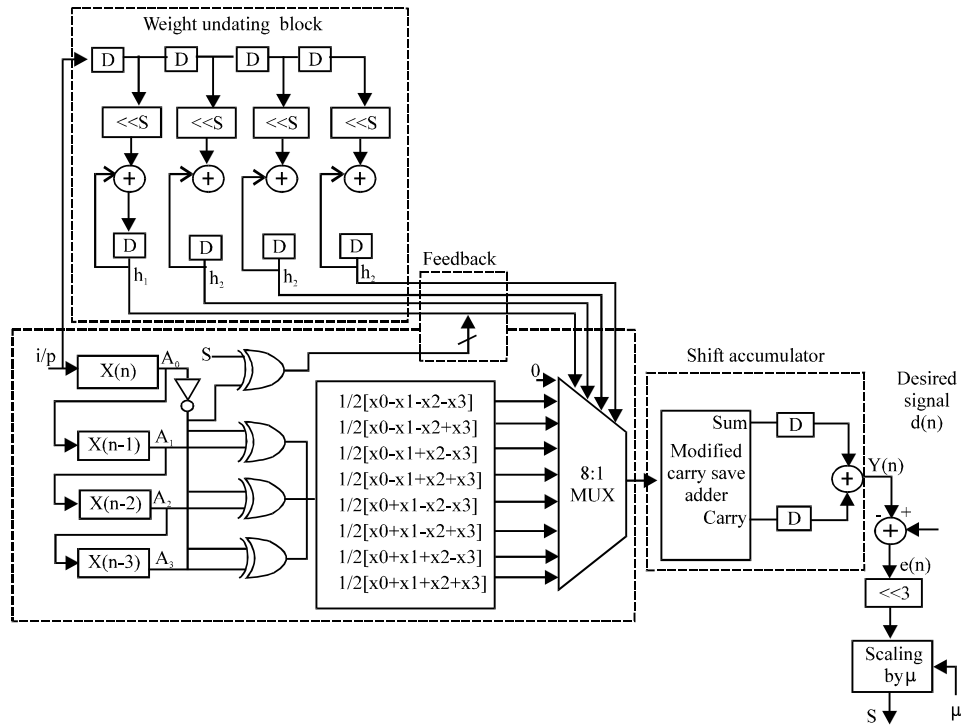 Weight undating block
D D D D
<<S <<S <<S <<S
+ + + +
D D D D
h1 h2 h2 h2
Feedback
i/p
X(n)
A0
S
X(n-1)
A1
X(n-2)
A2
X(n-3)
A3
1/2[x0-x1-x2-x3]
1/2[x0-x1-x2+x3]
1/2[x0-x1+x2-x3]
1/2[x0-x1+x2+x3]
1/2[x0+x1-x2-x3]
1/2[x0+x1-x2+x3]
1/2[x0+x1+x2-x3]
1/2[x0+x1+x2+x3]
0
8:1
MUX
Shift accumulator
Sum
Modified
carry save
adder
Carry
D
D
+
Y(n)
Desired
signal
d(n)
- +
+
e(n)
<<3
Scaling
by μ
μ
S